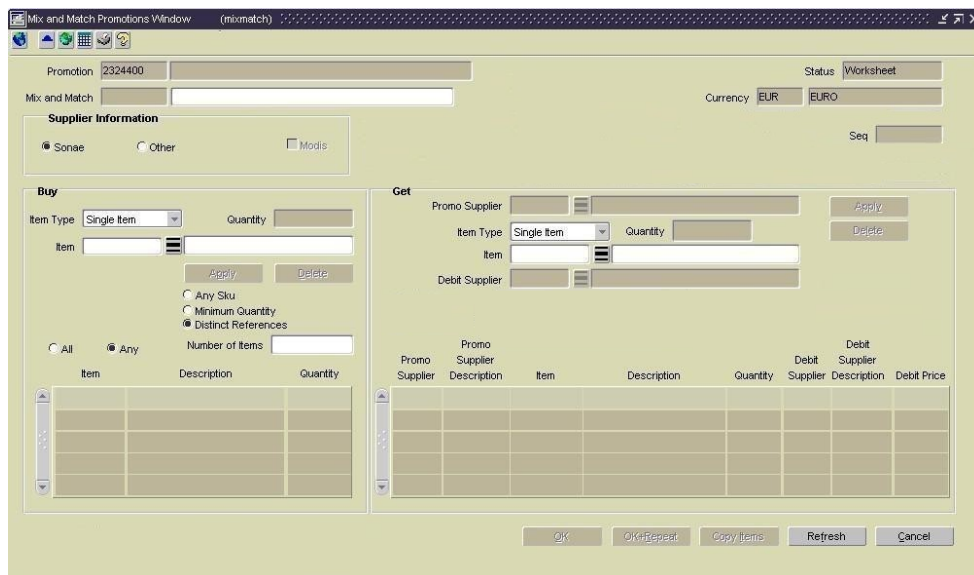 Mix and Match Promotions Window (mixmatch)
Promotion 2324400 Status Worksheet
Mix and Match Currency EUR EURO
Supplier Information
Seq
Sonae Other Modis
Buy
Item Type Single Item Quantity
Item
Apply Delete
Any Sku
Minimum Quantity
Distinct References
All Any Number of Items
Item Description Quantity
Get
Promo Supplier Apply
Item Type Single Item Quantity Delete
Item
Debit Supplier
Promo Supplier Promo Supplier Description Item Description Quantity Debit Supplier Debit Supplier Description Debit Price
OK OK+Repeat Copy Items Refresh Cancel